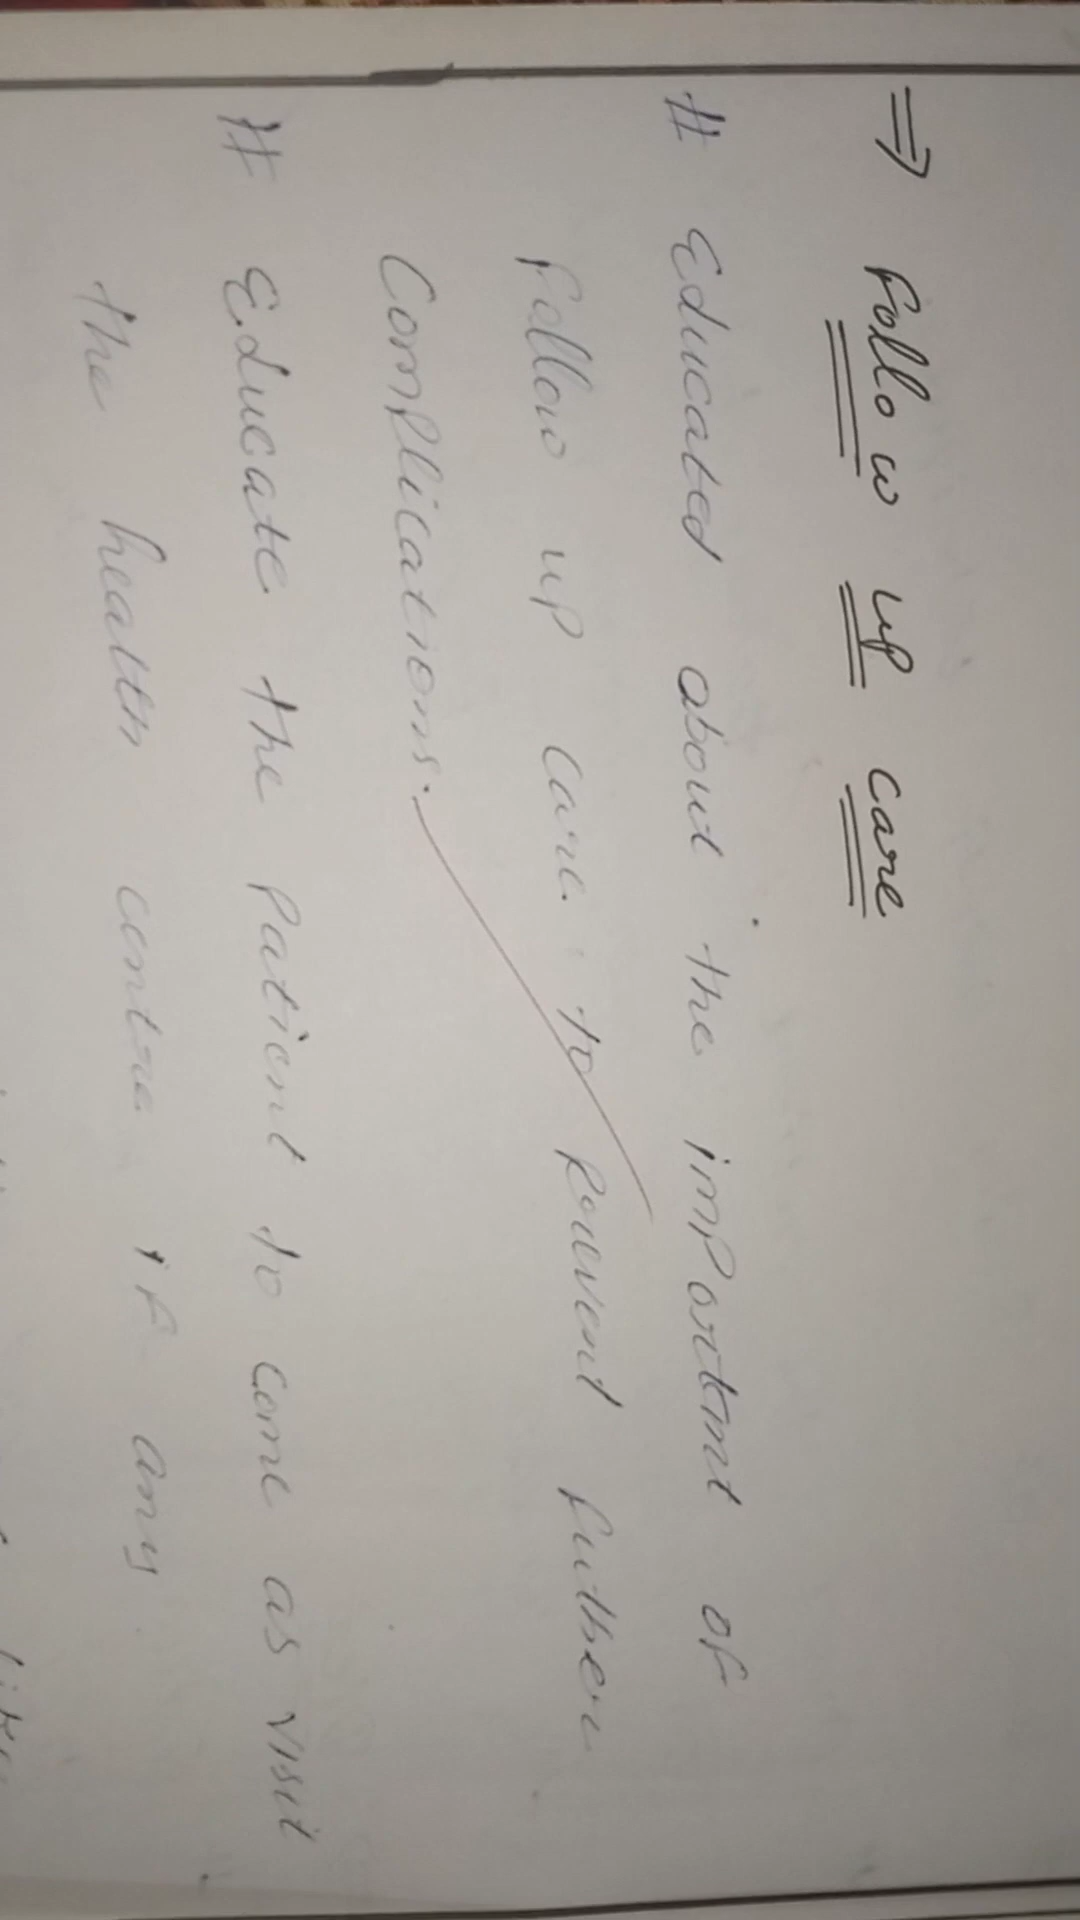 ⇒ Follow up care
# Educated about the importent of
Follow up care to Prevent futher
Complications.
# Educate the Patient to come as visit
the health centre if any